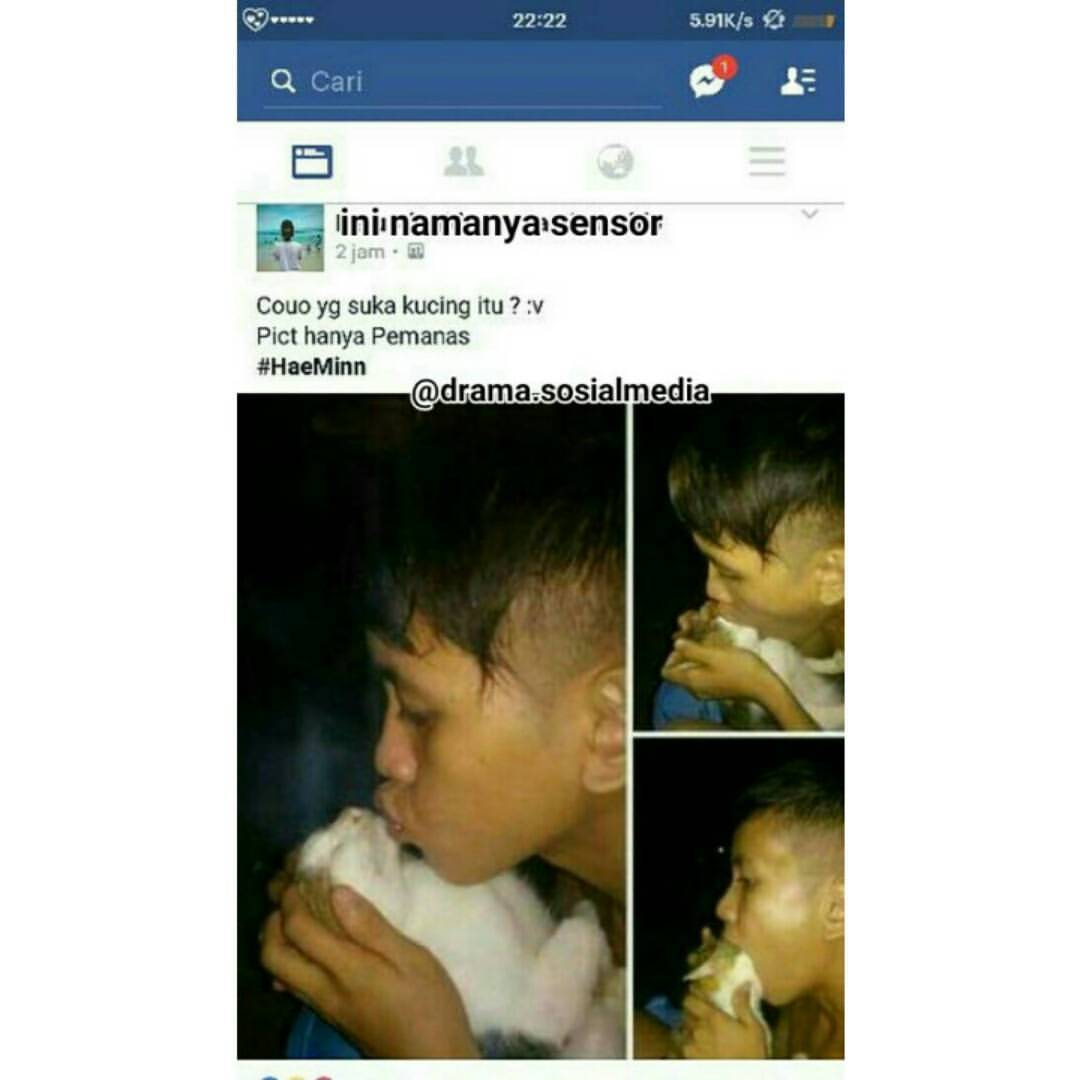 22:22
5.91K/s
Cari
1
ini namanya sensor
2 jam
Couo yg suka kucing itu ? :v
Pict hanya Pemanas
#HaeMinn
@drama.sosialmedia